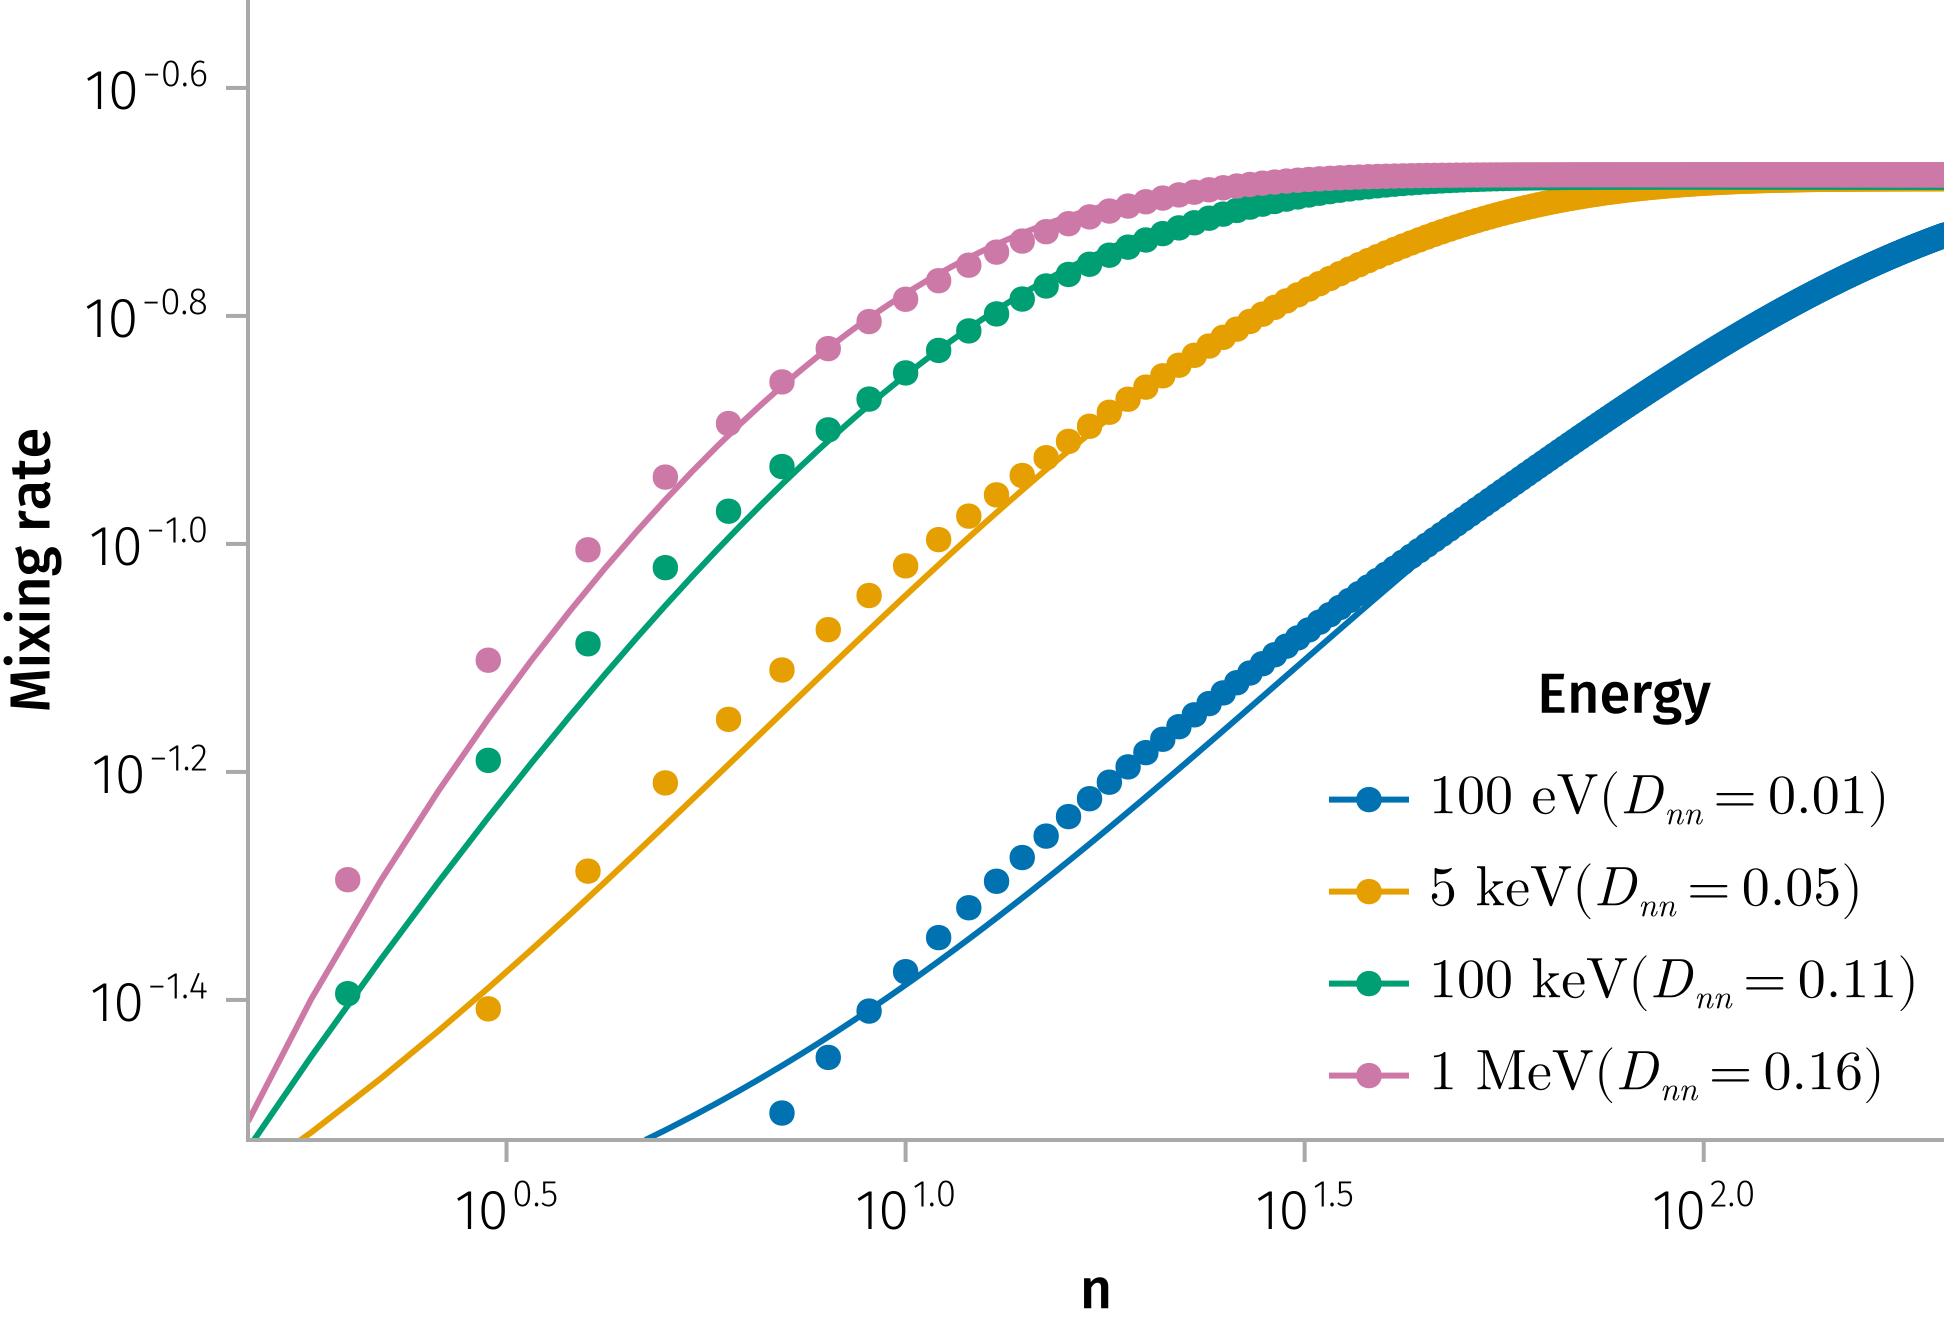 Mixing rate
10^−0.6
10^−0.8
10^−1.0
10^−1.2
10^−1.4
Energy
100 eV(D_nn = 0.01)
5 keV(D_nn = 0.05)
100 keV(D_nn = 0.11)
1 MeV(D_nn = 0.16)
10^0.5 10^1.0 10^1.5 10^2.0
n